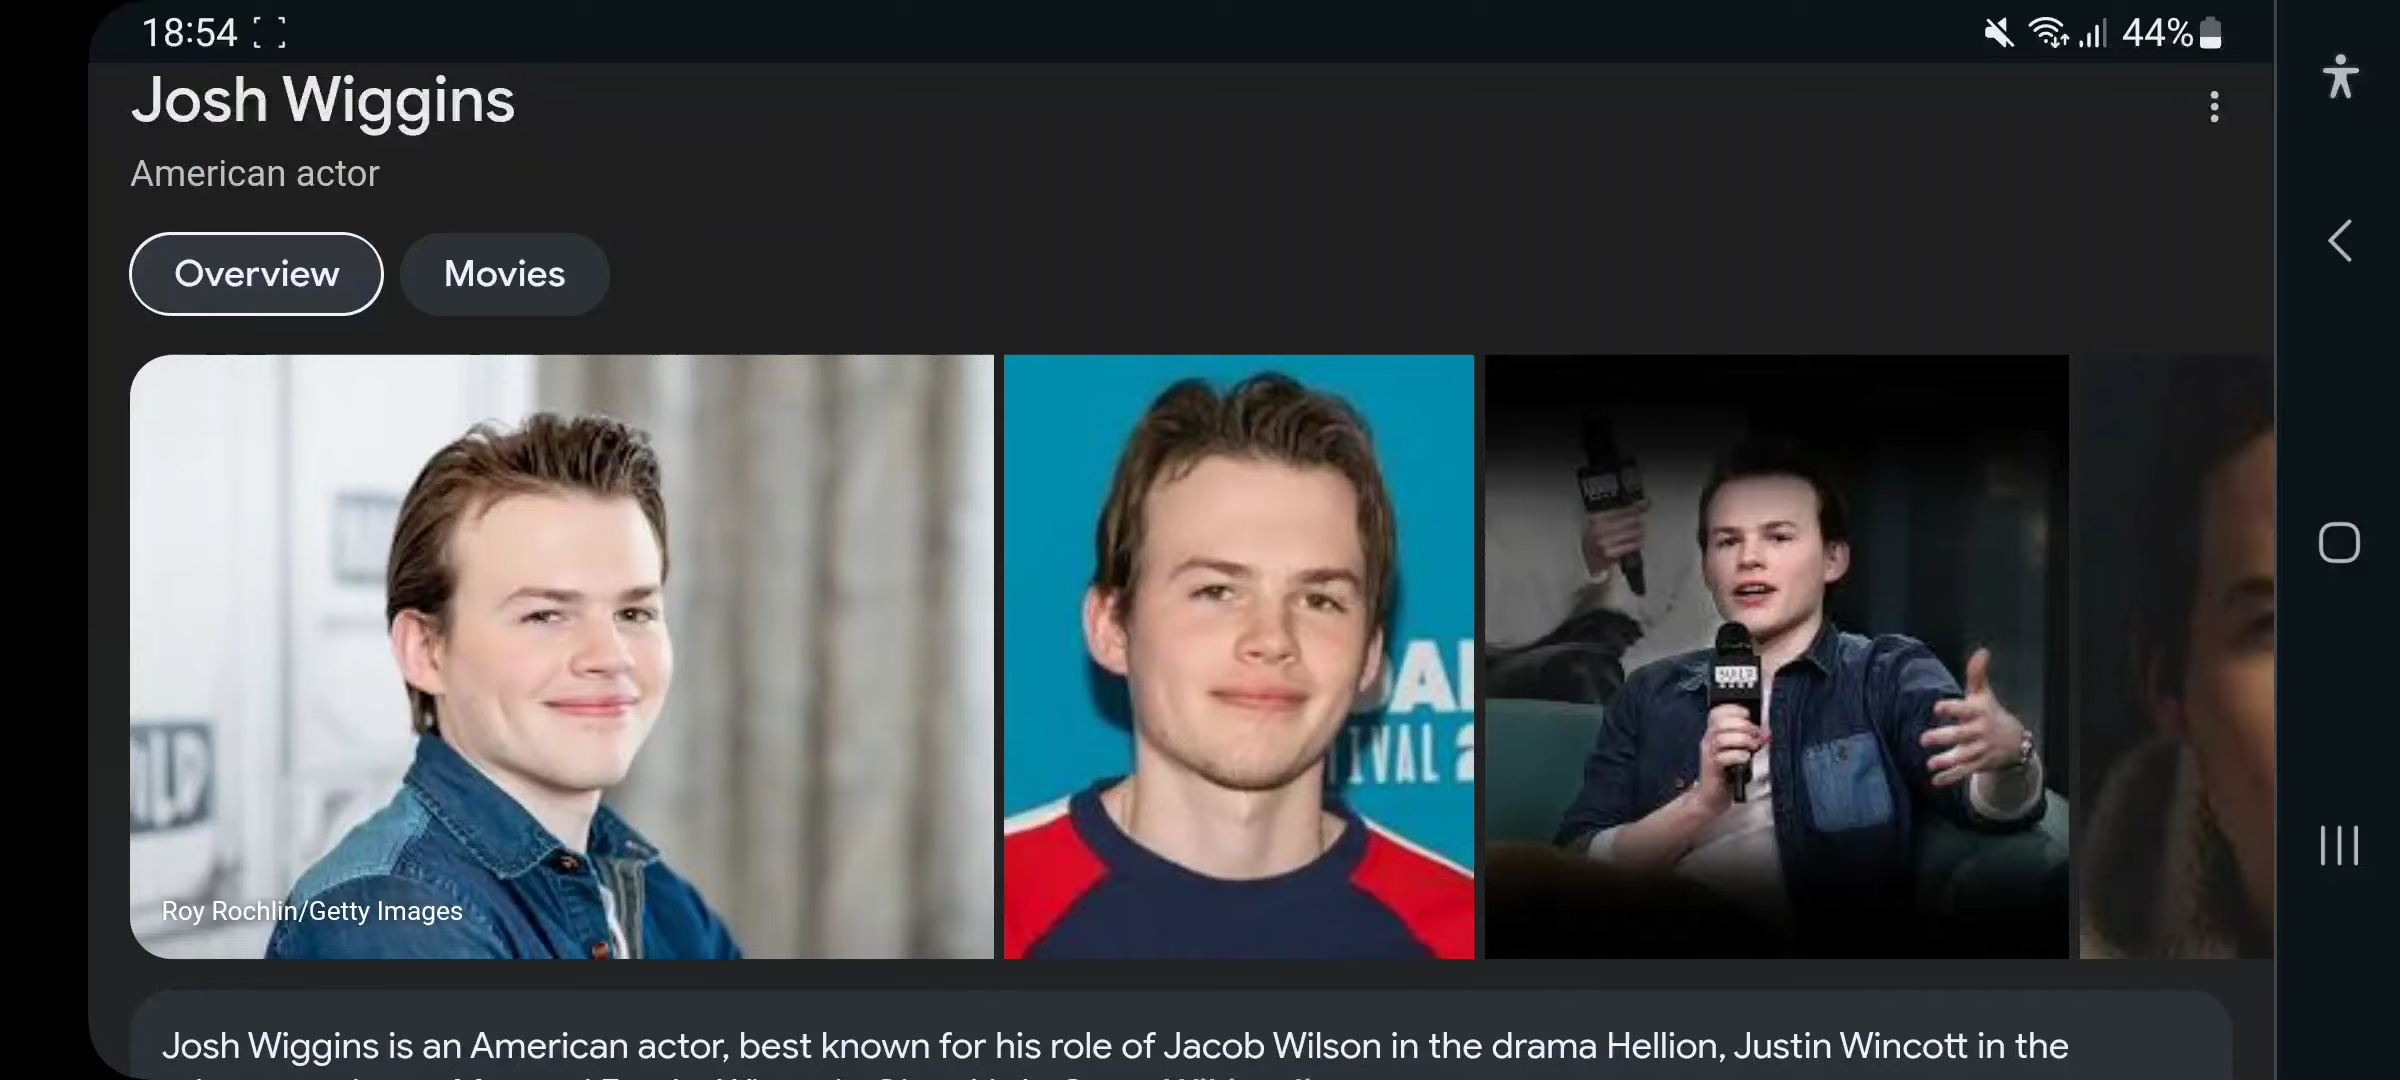 18:54
44%
Josh Wiggins
American actor
Overview
Movies
Roy Rochlin/Getty Images
IVAL
Josh Wiggins is an American actor, best known for his role of Jacob Wilson in the drama Hellion, Justin Wincott in the